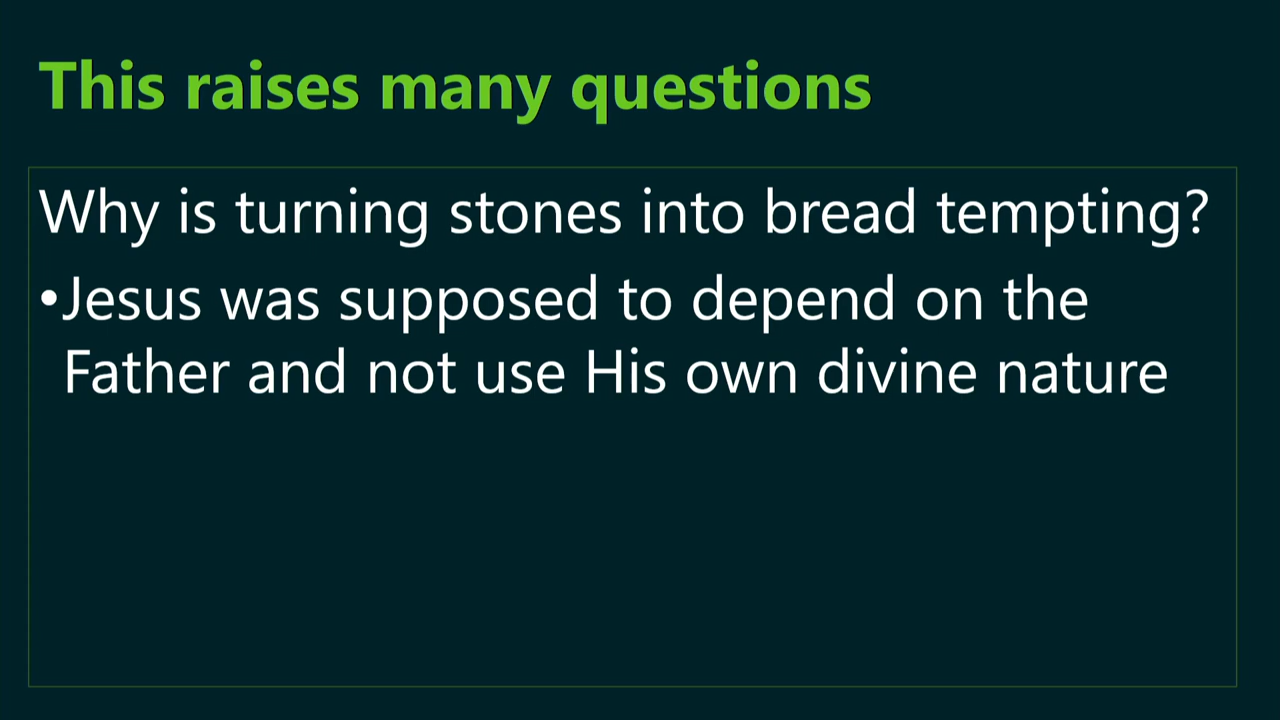 This raises many questions
Why is turning stones into bread tempting?
•Jesus was supposed to depend on the
Father and not use His own divine nature